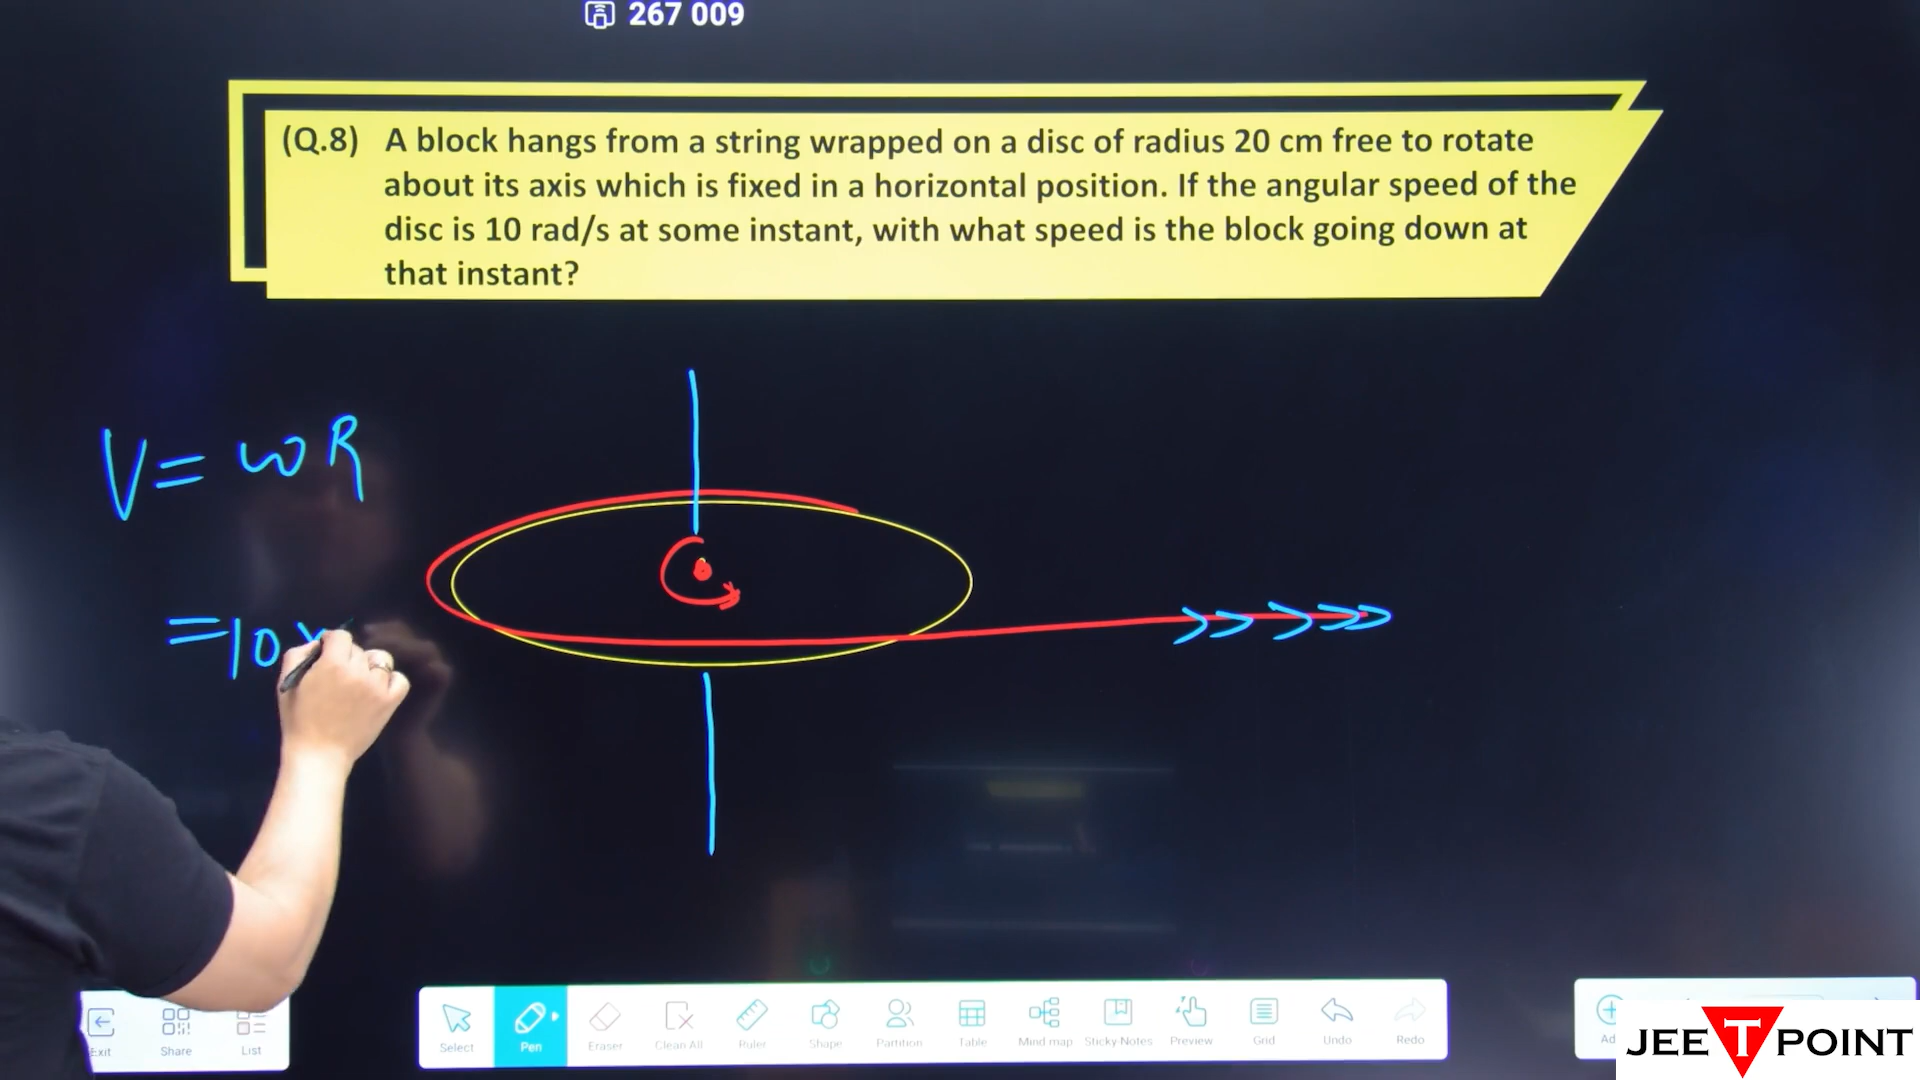 267 009
(Q.8) A block hangs from a string wrapped on a disc of radius 20 cm free to rotate
about its axis which is fixed in a horizontal position. If the angular speed of the
disc is 10 rad/s at some instant, with what speed is the block going down at
that instant?
V = ωR
= 10
Exit Share List
Select Pen Eraser Clean All Ruler Shape Partition Table Mind map Sticky Notes Preview Grid Undo Redo
JEE T POINT